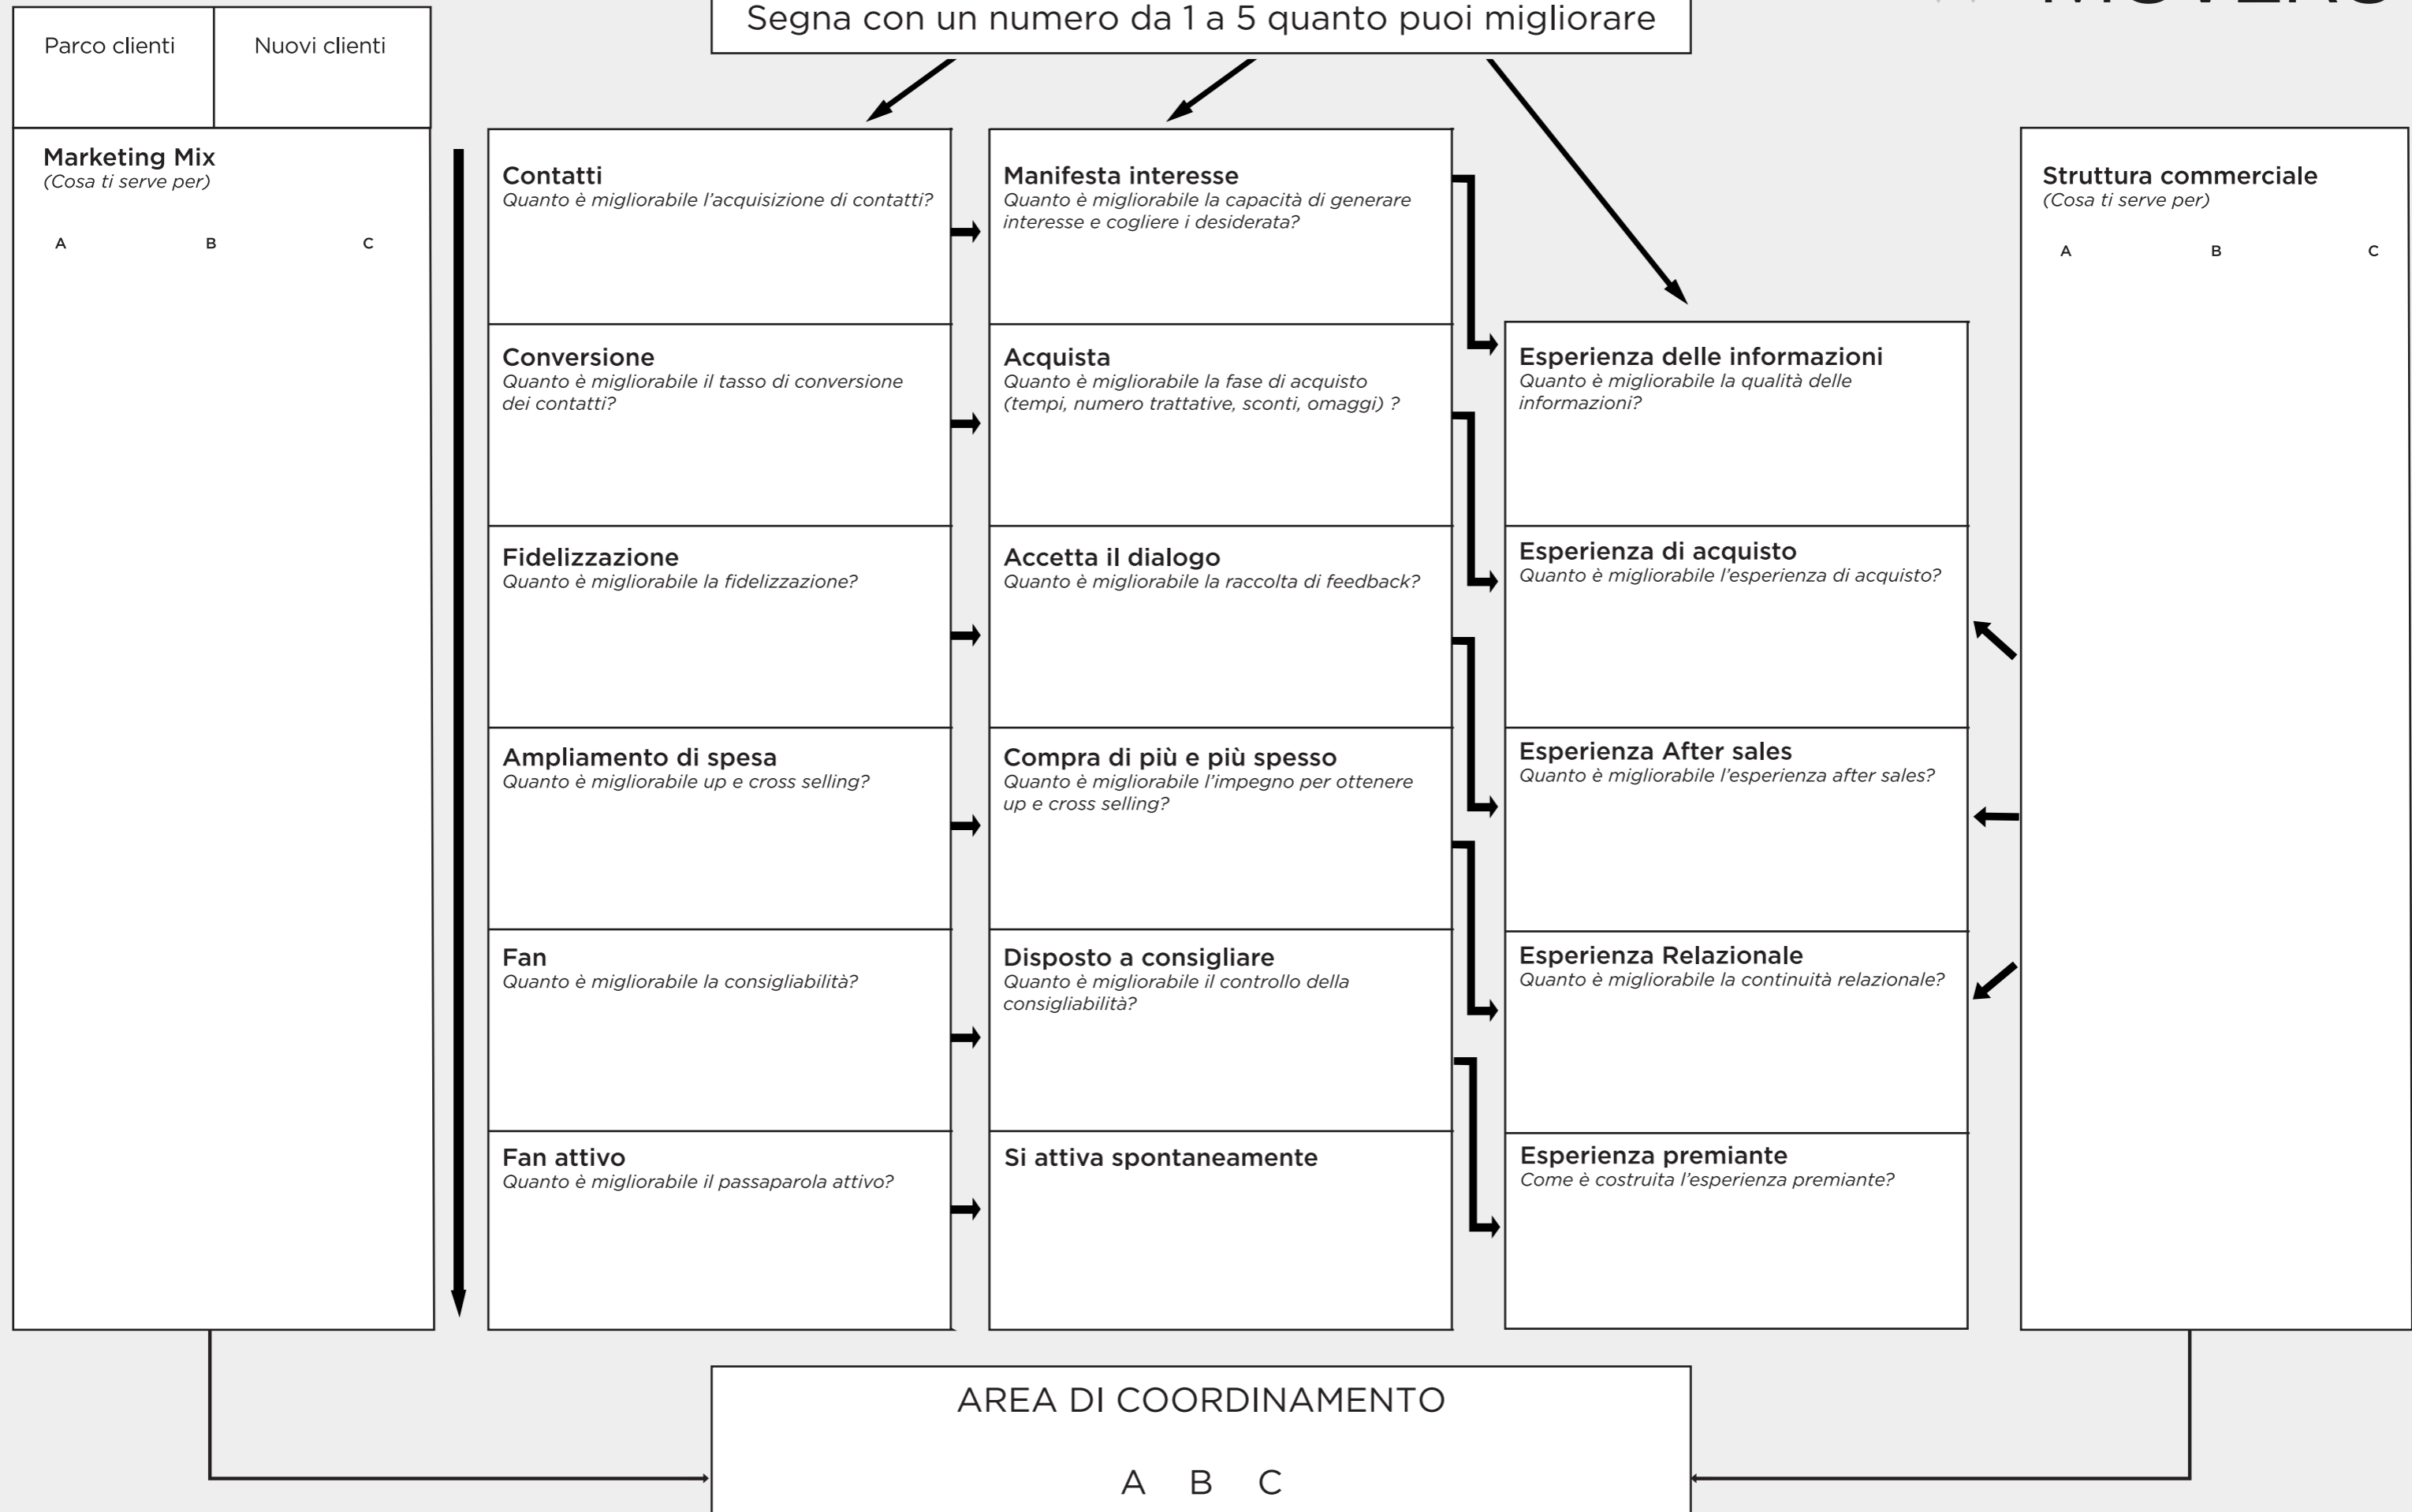 Segna con un numero da 1 a 5 quanto puoi migliorare
Parco clienti
Nuovi clienti
Marketing Mix
(Cosa ti serve per)
A B C
Contatti
Quanto è migliorabile l'acquisizione di contatti?
Conversione
Quanto è migliorabile il tasso di conversione
dei contatti?
Fidelizzazione
Quanto è migliorabile la fidelizzazione?
Ampliamento di spesa
Quanto è migliorabile up e cross selling?
Fan
Quanto è migliorabile la consigliabilità?
Fan attivo
Quanto è migliorabile il passaparola attivo?
Manifesta interesse
Quanto è migliorabile la capacità di generare
interesse e cogliere i desiderata?
Acquista
Quanto è migliorabile la fase di acquisto
(tempi, numero trattative, sconti, omaggi) ?
Accetta il dialogo
Quanto è migliorabile la raccolta di feedback?
Compra di più e più spesso
Quanto è migliorabile l'impegno per ottenere
up e cross selling?
Disposto a consigliare
Quanto è migliorabile il controllo della
consigliabilità?
Si attiva spontaneamente
Esperienza delle informazioni
Quanto è migliorabile la qualità delle
informazioni?
Esperienza di acquisto
Quanto è migliorabile l'esperienza di acquisto?
Esperienza After sales
Quanto è migliorabile l'esperienza after sales?
Esperienza Relazionale
Quanto è migliorabile la continuità relazionale?
Esperienza premiante
Come è costruita l'esperienza premiante?
Struttura commerciale
(Cosa ti serve per)
A B C
AREA DI COORDINAMENTO
A B C